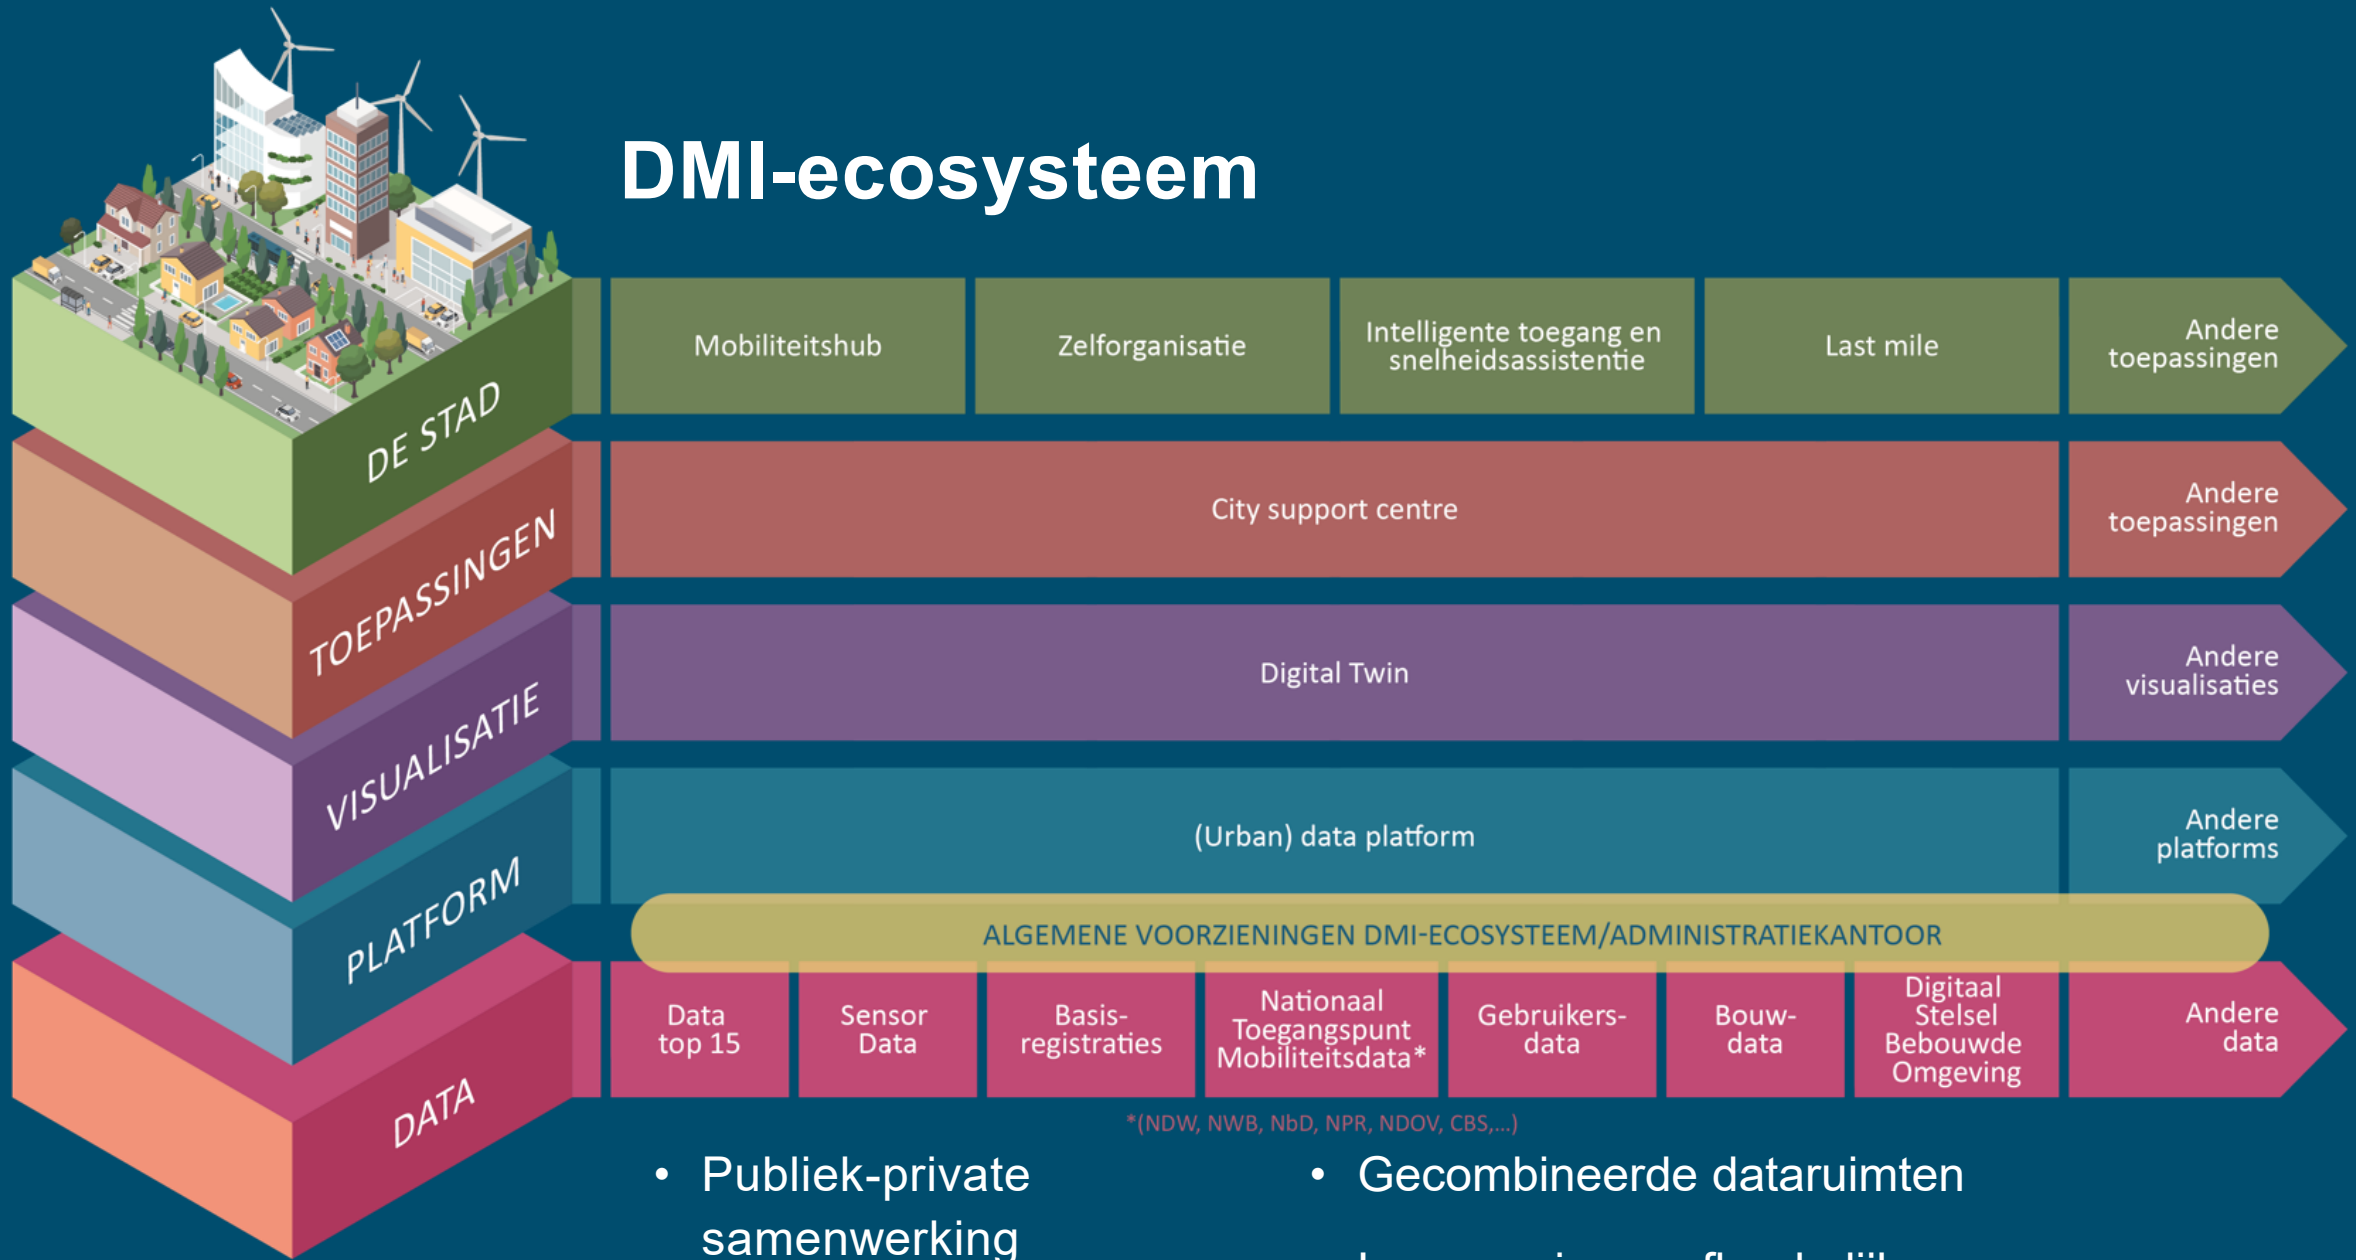 DMI-ecosysteem
DE STAD
Mobiliteitshub
Zelforganisatie
Intelligente toegang en
snelheidsassistentie
Last mile
Andere
toepassingen
TOEPASSINGEN
City support centre
Andere
toepassingen
VISUALISATIE
Digital Twin
Andere
visualisaties
PLATFORM
(Urban) data platform
Andere
platforms
ALGEMENE VOORZIENINGEN DMI-ECOSYSTEEM/ADMINISTRATIEKANTOOR
DATA
Data
top 15
Sensor
Data
Basis-
registraties
Nationaal
Toegangspunt
Mobiliteitsdata*
Gebruikers-
data
Bouw-
data
Digitaal
Stelsel
Bebouwde
Omgeving
Andere
data
*(NDW, NWB, NbD, NPR, NDOV, CBS,...)
• Publiek-private
samenwerking
• Gecombineerde dataruimten